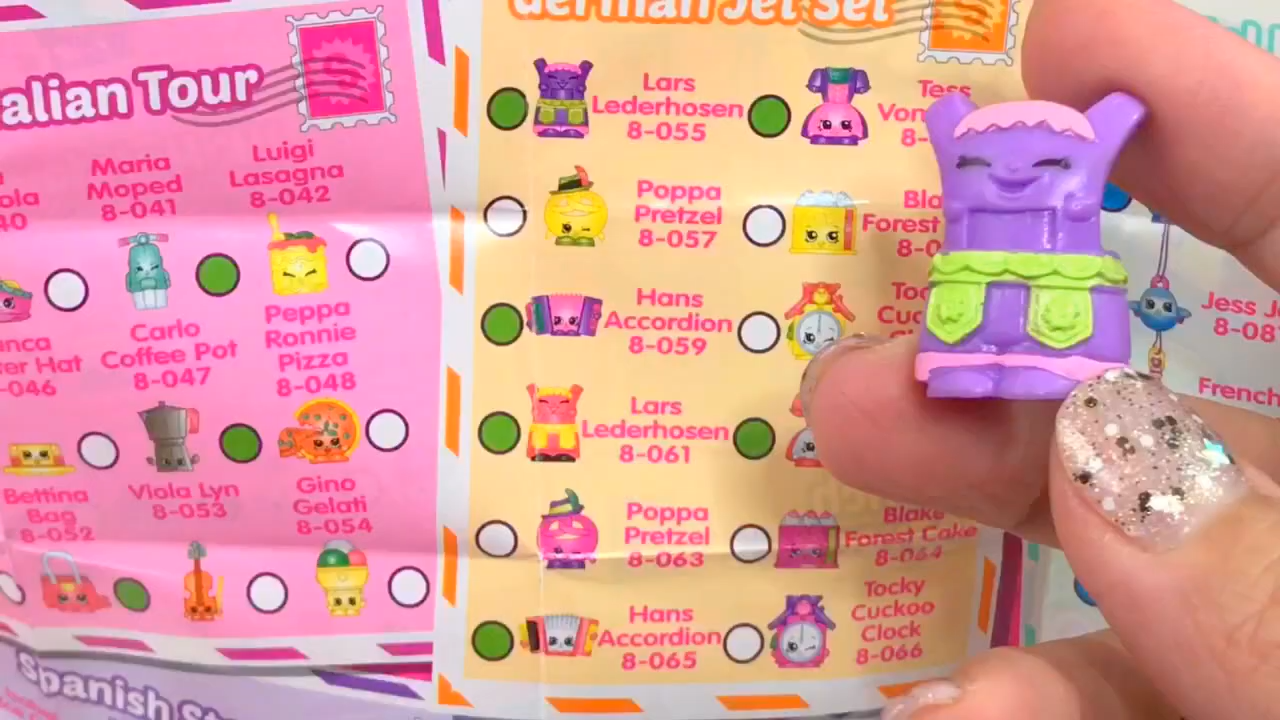 alian Tour
Maria
Moped
8-041
Luigi
Lasagna
8-042
Carlo
Coffee Pot
8-047
Peppa
Ronnie
Pizza
8-048
Bettina
Bag
8-052
Viola Lyn
8-053
Gino
Gelati
8-054
Spanish
German Jet Set
Lars
Lederhosen
8-055
Tess
Poppa
Pretzel
8-057
Hans
Accordion
8-059
Lars
Lederhosen
8-061
Poppa
Pretzel
8-063
Blake
Forest Cake
8-064
Hans
Accordion
8-065
Tocky
Cuckoo
Clock
8-066
Jess
8-08
French